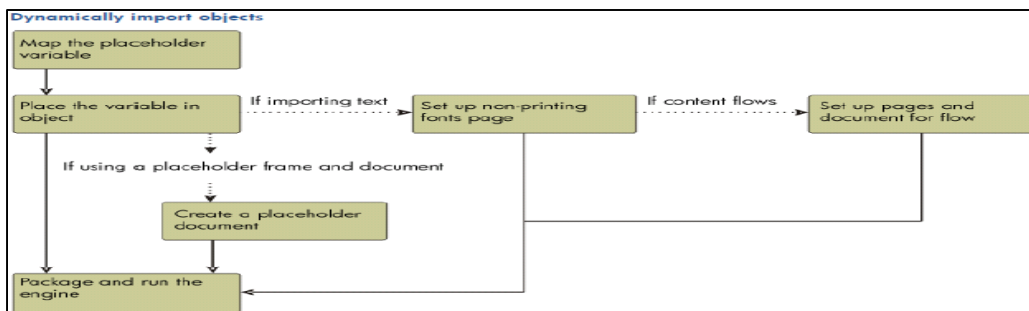 Dynamically import objects
Map the placeholder
variable
Place the variable in
object
If importing text
Set up non-printing
fonts page
If content flows
Set up pages and
document for flow
If using a placeholder frame and document
Create a placeholder
document
Package and run the
engine